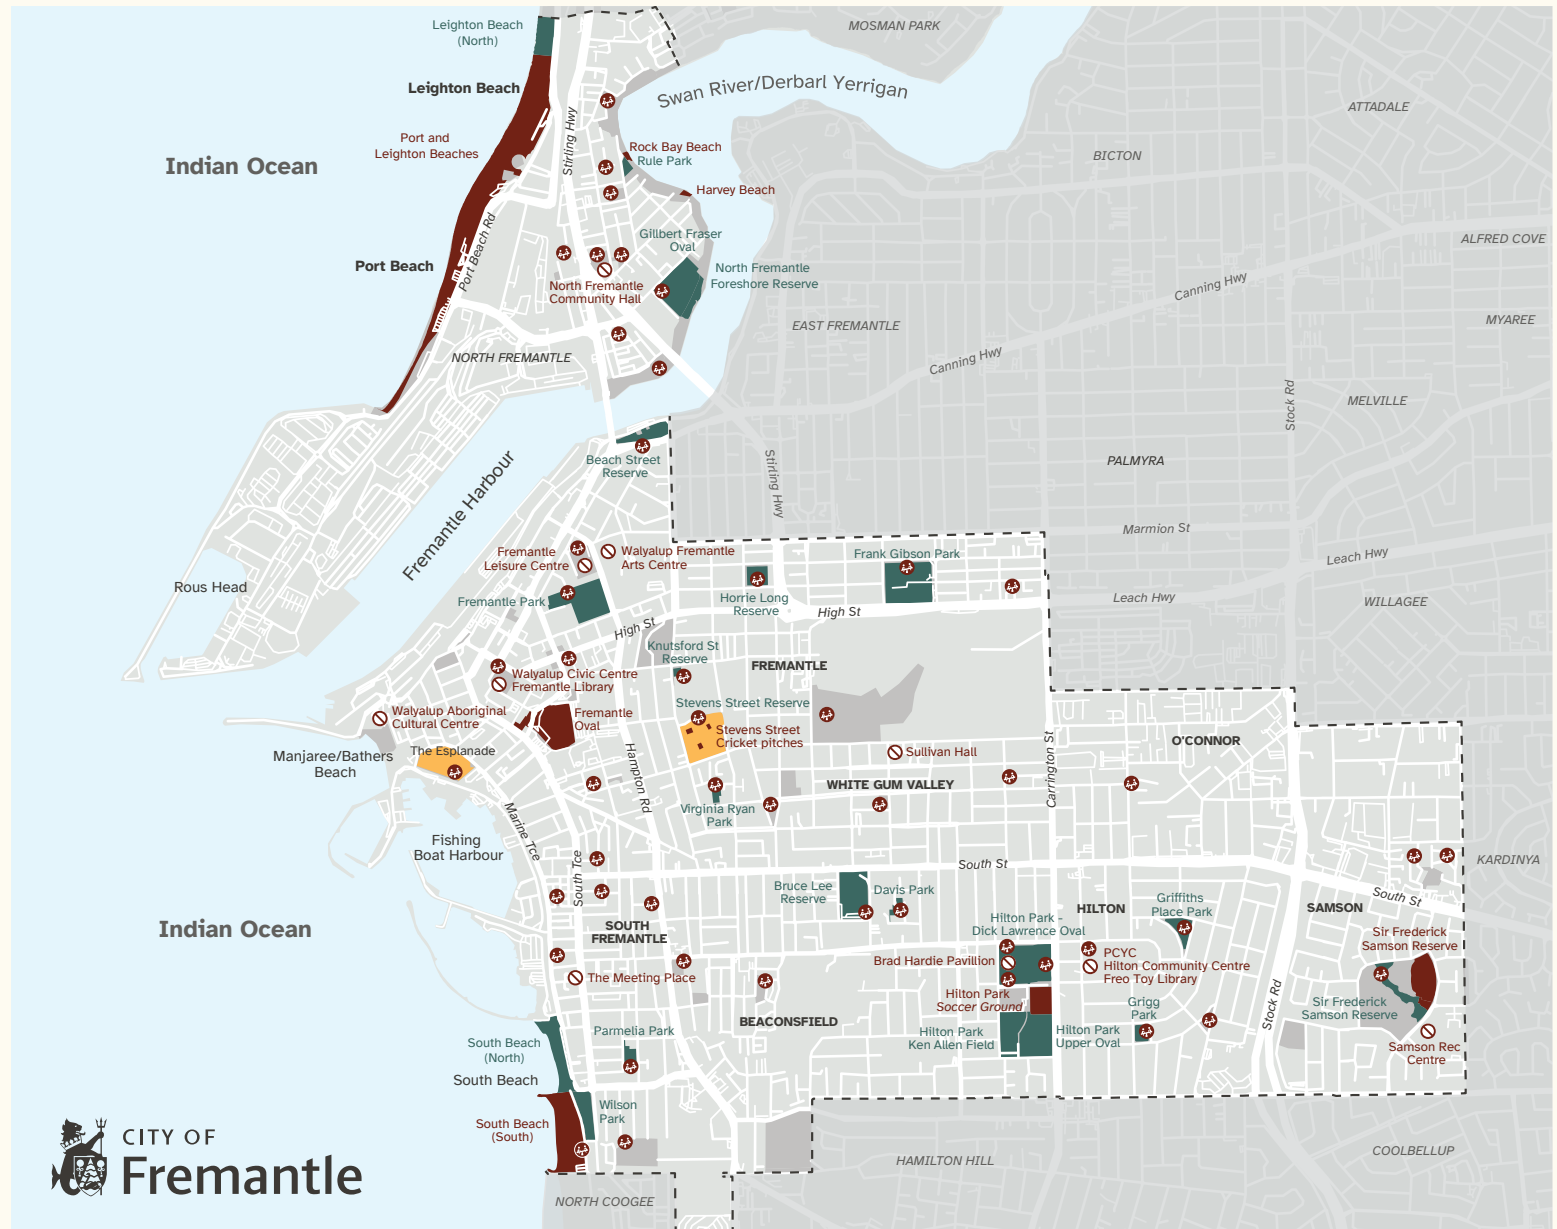 Leighton Beach
(North)
MOSMAN PARK
Leighton Beach
Swan River/Derbarl Yerrigan
ATTADALE
Port and
Leighton Beaches
Stirling Hwy
Rock Bay Beach
Rule Park
BICTON
Indian Ocean
Harvey Beach
Port Beach Rd
Gillbert Fraser
Oval
ALFRED COVE
Port Beach
North Fremantle
Foreshore Reserve
North Fremantle
Community Hall
Canning Hwy
EAST FREMANTLE
MYAREE
NORTH FREMANTLE
Canning Hwy
Stock Rd
MELVILLE
Beach Street
Reserve
PALMYRA
Stirling Hwy
Fremantle Harbour
Marmion St
Leach Hwy
Fremantle
Leisure Centre
Walyalup Fremantle
Arts Centre
Frank Gibson Park
Rous Head
Fremantle Park
Horrie Long
Reserve
High St
Leach Hwy
WILLAGEE
High St
Knutsford St
Reserve
FREMANTLE
Walyalup Civic Centre
Fremantle Library
Walyalup Aboriginal
Cultural Centre
Fremantle
Oval
Stevens Street Reserve
Stevens Street
Cricket pitches
O'CONNOR
Manjaree/Bathers
Beach
The Esplanade
Sullivan Hall
Hampton Rd
Carrington St
WHITE GUM VALLEY
Virginia Ryan
Park
Marine Tce
Fishing
Boat Harbour
South Tce
South St
KARDINYA
Bruce Lee
Reserve
Davis Park
Griffiths
Place Park
South St
HILTON
SAMSON
Indian Ocean
SOUTH
FREMANTLE
Hilton Park -
Dick Lawrence Oval
Sir Frederick
Samson Reserve
Brad Hardie Pavillion
PCYC
Hilton Community Centre
Freo Toy Library
The Meeting Place
Hilton Park
Soccer Ground
Stock Rd
Sir Frederick
Samson Reserve
Grigg
Park
BEACONSFIELD
Parmelia Park
Hilton Park
Ken Allen Field
Hilton Park
Upper Oval
South Beach
(North)
Samson Rec
Centre
South Beach
Wilson
Park
South Beach
(South)
CITY OF
Fremantle
HAMILTON HILL
COOLBELLUP
NORTH COOGEE